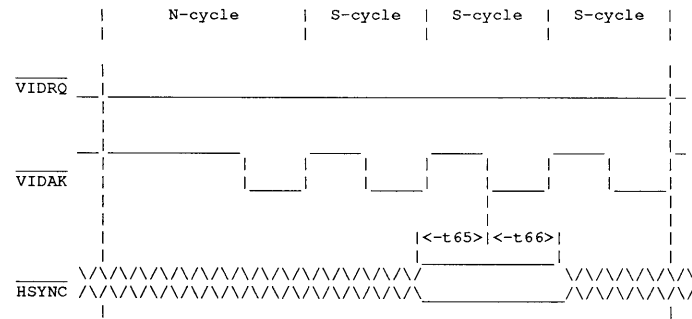 N-cycle S-cycle S-cycle S-cycle
VIDRQ
VIDAK
<-t65> <-t66>
HSYNC